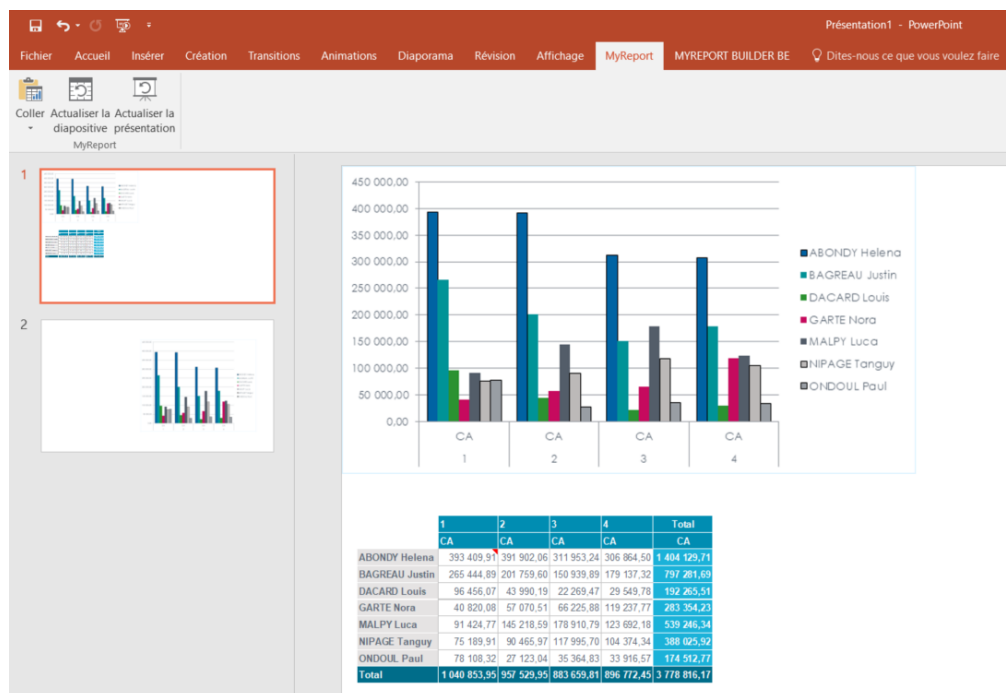 Présentation1 - PowerPoint
Fichier Accueil Insérer Création Transitions Animations Diaporama Révision Affichage MyReport MYREPORT BUILDER BE Dites-nous ce que vous voulez faire
Coller Actualiser la Actualiser la
diapositive présentation
MyReport
1
2
450 000,00
400 000,00
350 000,00
300 000,00
250 000,00
200 000,00
150 000,00
100 000,00
50 000,00
0,00
CA CA CA CA
1 2 3 4
ABONDY Helena
BAGREAU Justin
DACARD Louis
GARTE Nora
MALPY Luca
NIPAGE Tanguy
ONDOUL Paul
1 2 3 4 Total
CA CA CA CA CA
ABONDY Helena 393 409,91 391 902,06 311 953,24 306 864,50 1 404 129,71
BAGREAU Justin 265 444,89 201 759,60 150 939,89 179 137,32 797 281,69
DACARD Louis 96 456,07 43 990,19 22 269,47 29 549,78 192 265,51
GARTE Nora 40 820,08 57 070,51 66 225,88 119 237,77 283 354,23
MALPY Luca 91 424,77 145 218,59 178 910,79 123 692,18 539 246,34
NIPAGE Tanguy 75 189,91 90 465,97 117 995,70 104 374,34 388 025,92
ONDOUL Paul 78 108,32 27 123,04 35 364,83 33 916,57 174 512,77
Total 1 040 853,95 957 529,95 883 659,81 896 772,45 3 778 816,17